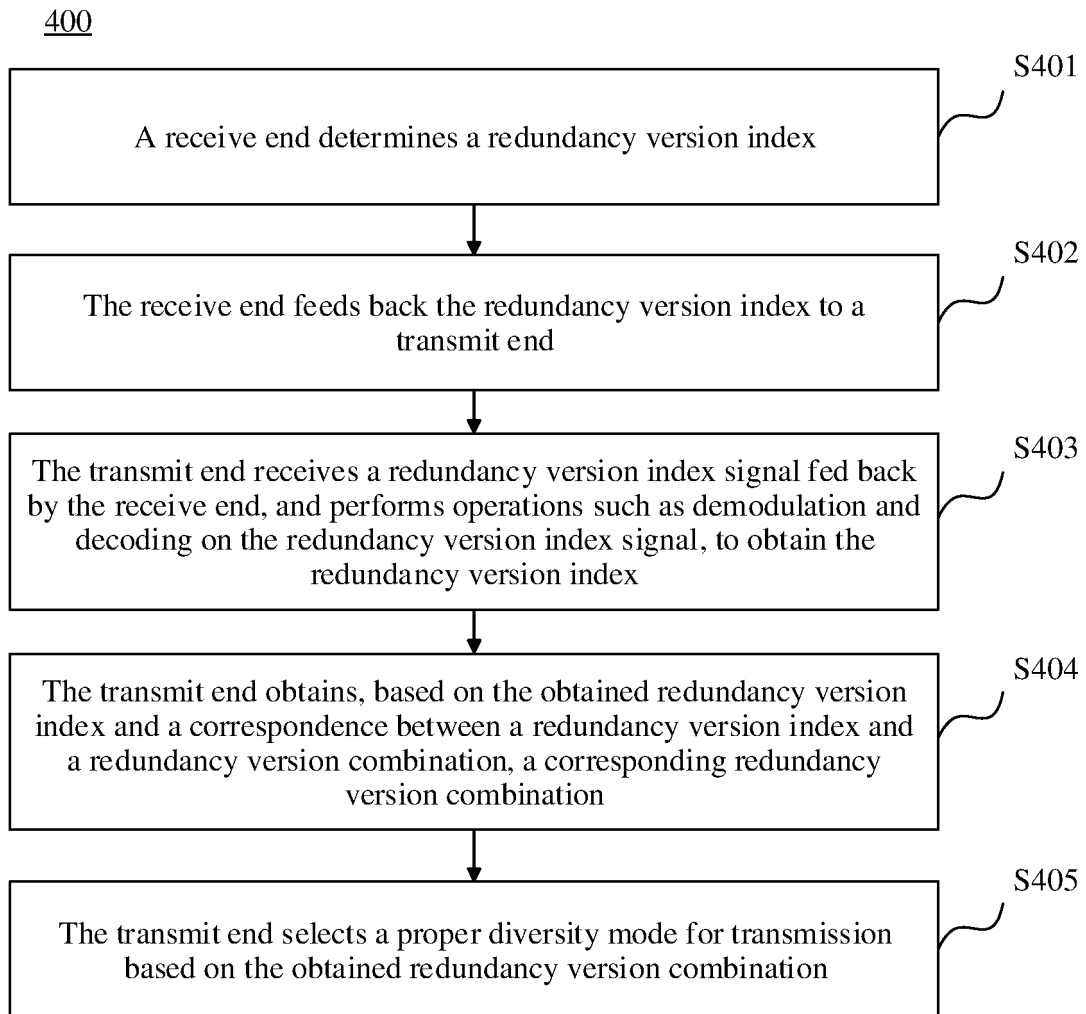 400
S401
A receive end determines a redundancy version index
S402
The receive end feeds back the redundancy version index to a
transmit end
S403
The transmit end receives a redundancy version index signal fed back
by the receive end, and performs operations such as demodulation and
decoding on the redundancy version index signal, to obtain the
redundancy version index
S404
The transmit end obtains, based on the obtained redundancy version
index and a correspondence between a redundancy version index and
a redundancy version combination, a corresponding redundancy
version combination
S405
The transmit end selects a proper diversity mode for transmission
based on the obtained redundancy version combination